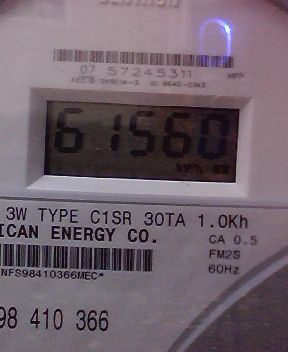 07 57245311 HPP
61560
3W TYPE C1SR 30TA 1.0Kh
ICAN ENERGY CO.
CA 0.5
FM2S
60Hz
NFS98410366MEC*
98 410 366